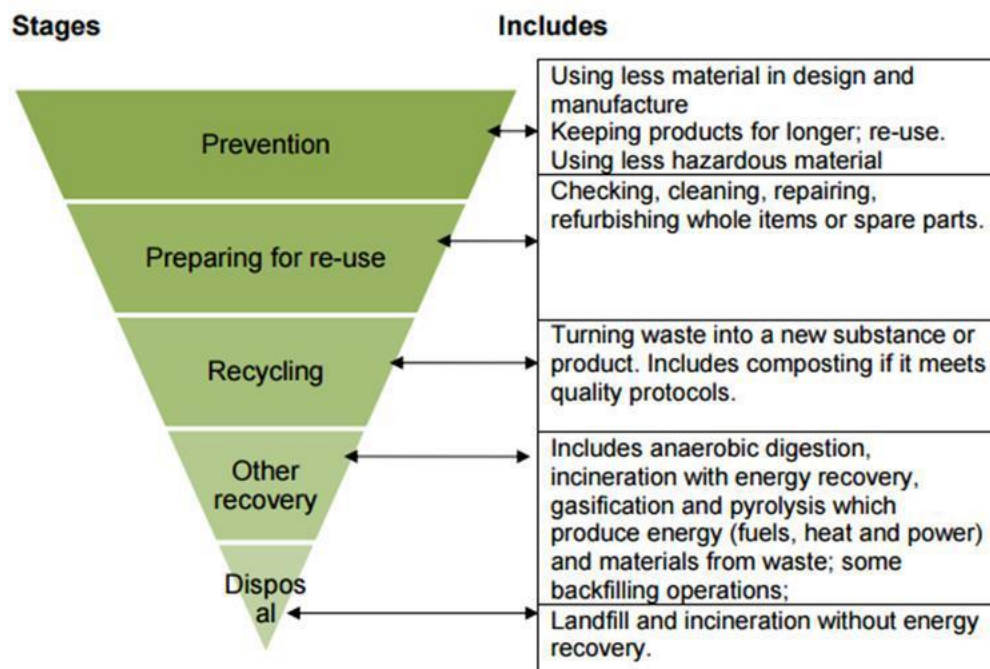 Stages
Includes
Prevention
Using less material in design and
manufacture
Keeping products for longer; re-use.
Using less hazardous material
Preparing for re-use
Checking, cleaning, repairing,
refurbishing whole items or spare parts.
Recycling
Turning waste into a new substance or
product. Includes composting if it meets
quality protocols.
Other
recovery
Includes anaerobic digestion,
incineration with energy recovery,
gasification and pyrolysis which
produce energy (fuels, heat and power)
and materials from waste; some
backfilling operations;
Dispos
al
Landfill and incineration without energy
recovery.